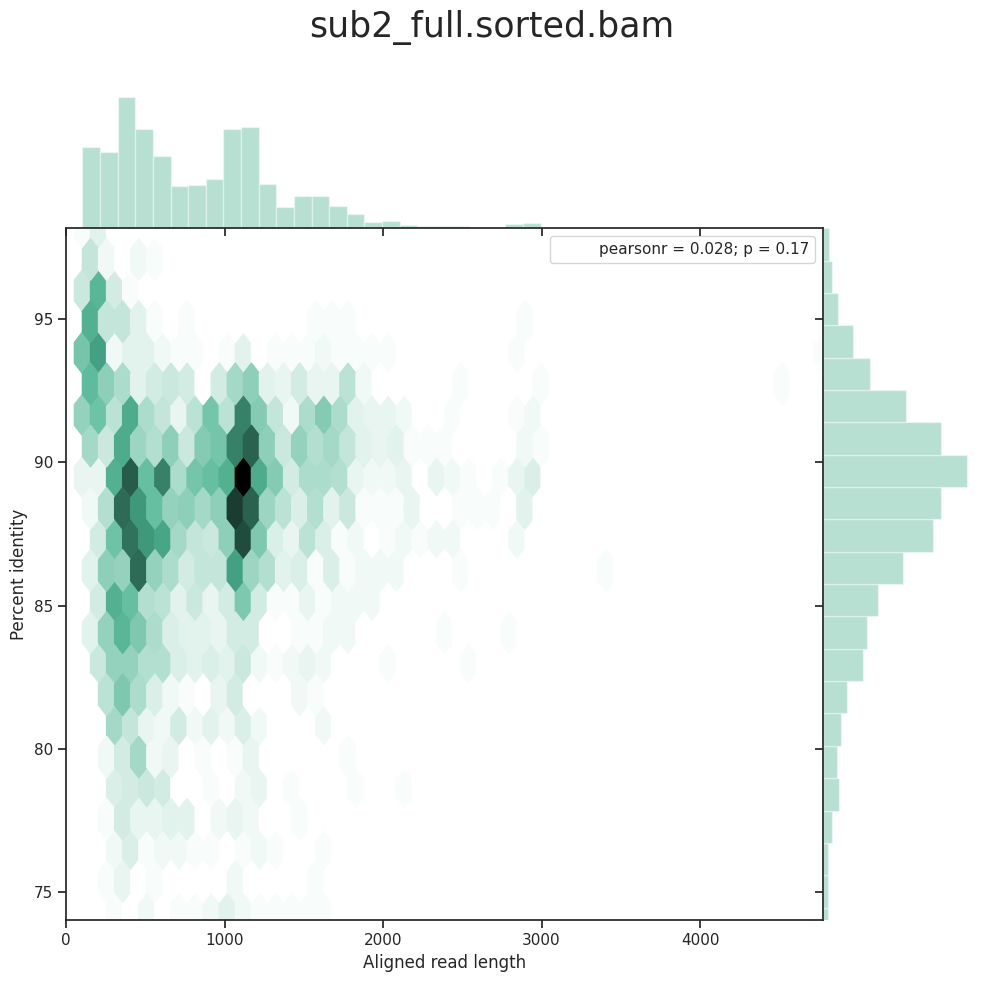 sub2_full.sorted.bam
pearsonr = 0.028; p = 0.17
95
90
85
80
75
Percent identity
0 1000 2000 3000 4000
Aligned read length